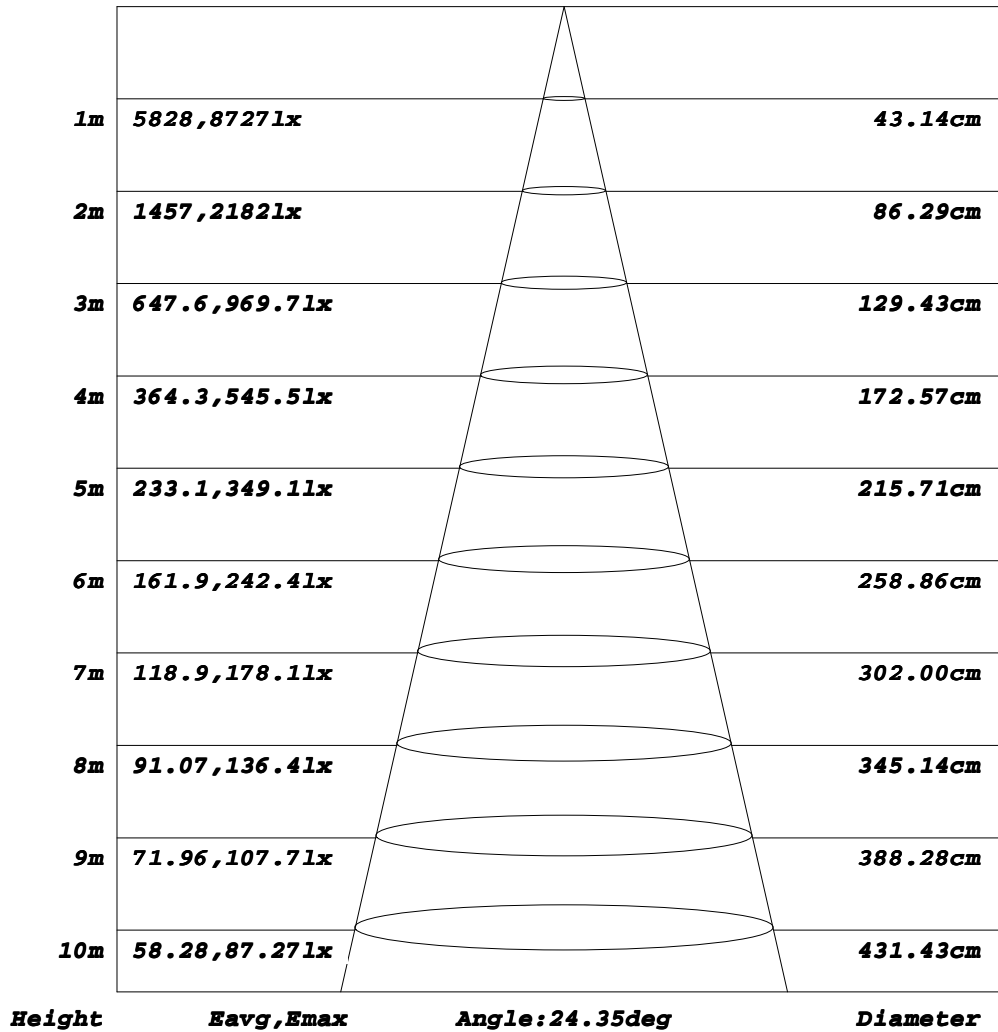 1m 5828,8727lx 43.14cm
2m 1457,2182lx 86.29cm
3m 647.6,969.7lx 129.43cm
4m 364.3,545.5lx 172.57cm
5m 233.1,349.1lx 215.71cm
6m 161.9,242.4lx 258.86cm
7m 118.9,178.1lx 302.00cm
8m 91.07,136.4lx 345.14cm
9m 71.96,107.7lx 388.28cm
10m 58.28,87.27lx 431.43cm
Height Eavg,Emax Angle:24.35deg Diameter